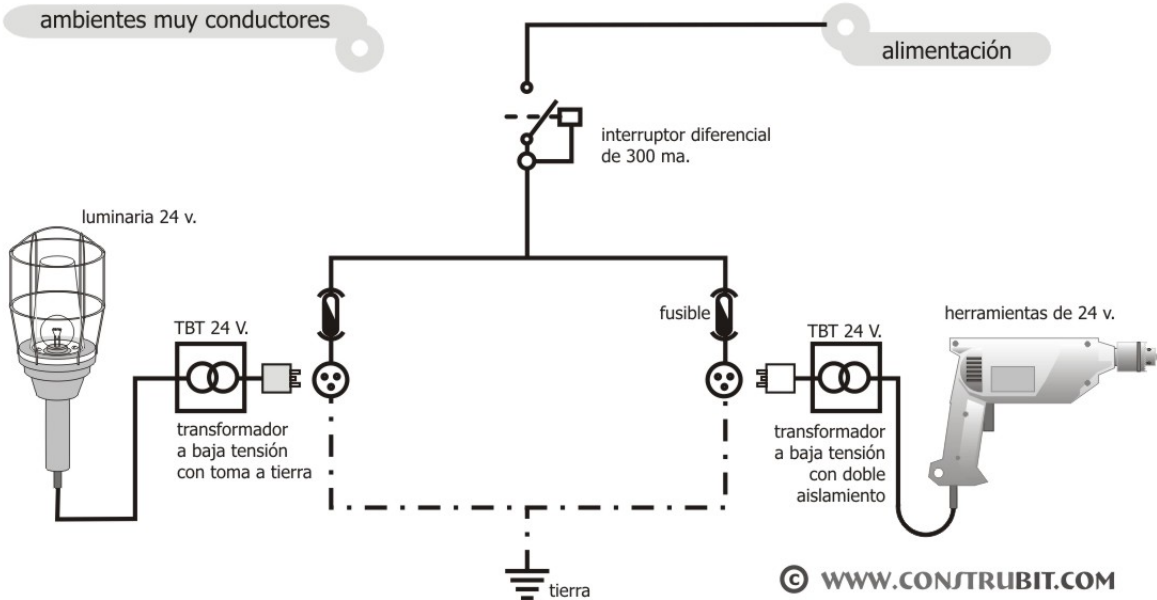 ambientes muy conductores
alimentación
interruptor diferencial
de 300 ma.
luminaria 24 v.
TBT 24 V.
transformador
a baja tensión
con toma a tierra
fusible
TBT 24 V.
transformador
a baja tensión
con doble
aislamiento
herramientas de 24 v.
tierra
© WWW.CONSTRUBIT.COM